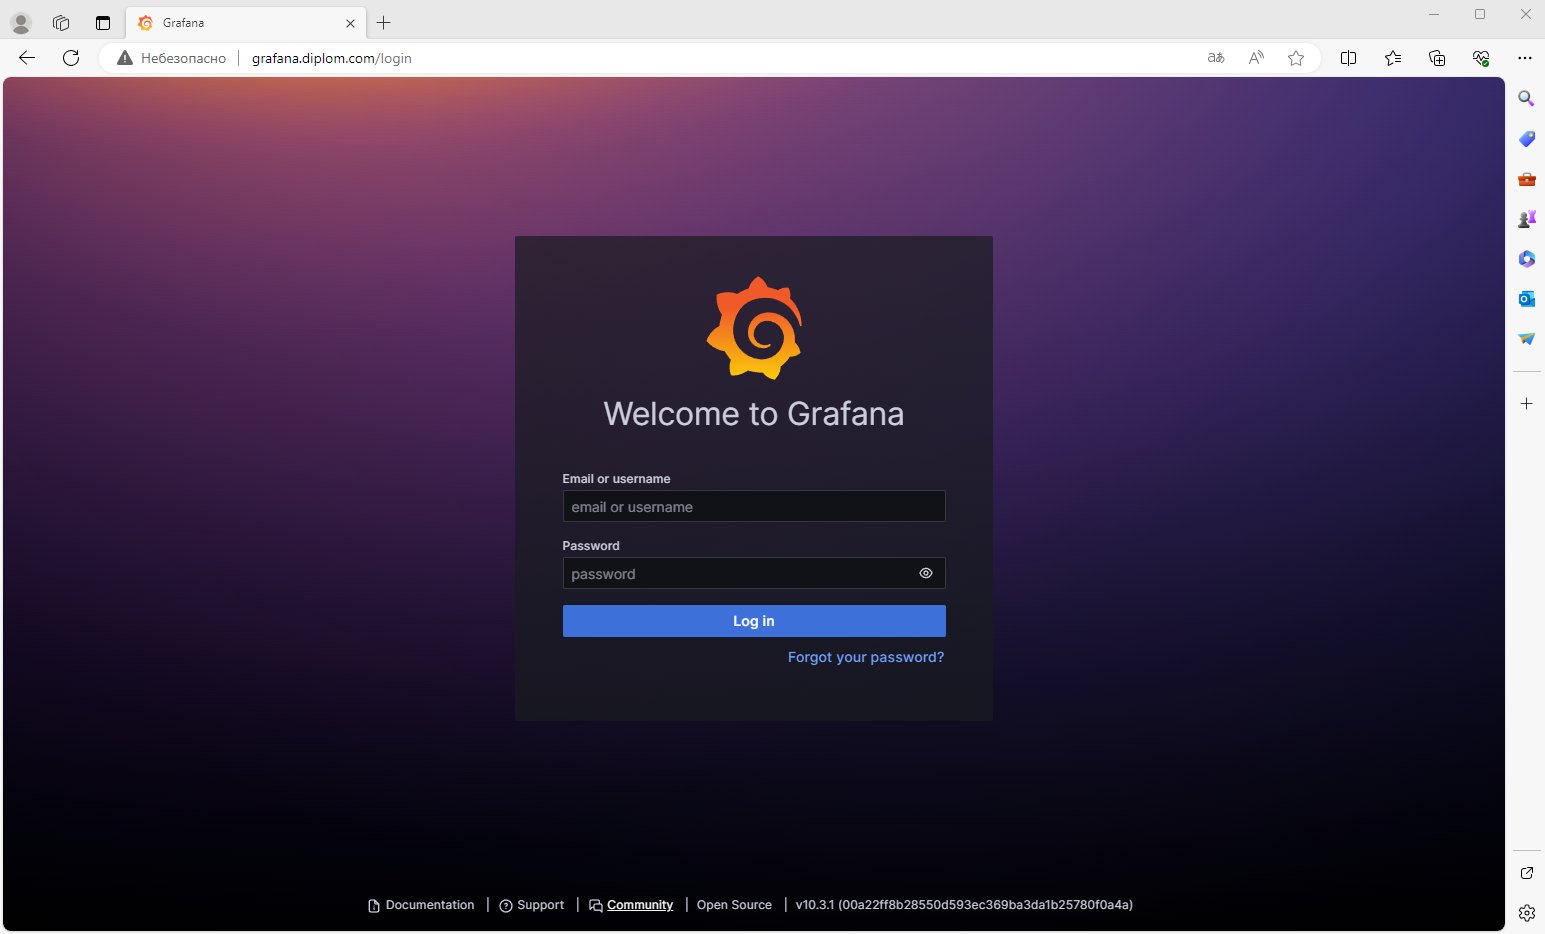 Grafana
Небезопасно
grafana.diplom.com/login
Welcome to Grafana
Email or username
email or username
Password
password
Log in
Forgot your password?
Documentation | Support | Community | Open Source | v10.3.1 (00a22ff8b28550d593ec369ba3da1b25780f0a4a)